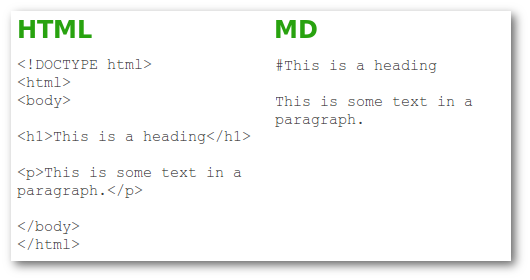 HTML
<!DOCTYPE html>
<html>
<body>
<h1>This is a heading</h1>
<p>This is some text in a
paragraph.</p>
</body>
</html>
MD
#This is a heading
This is some text in a
paragraph.